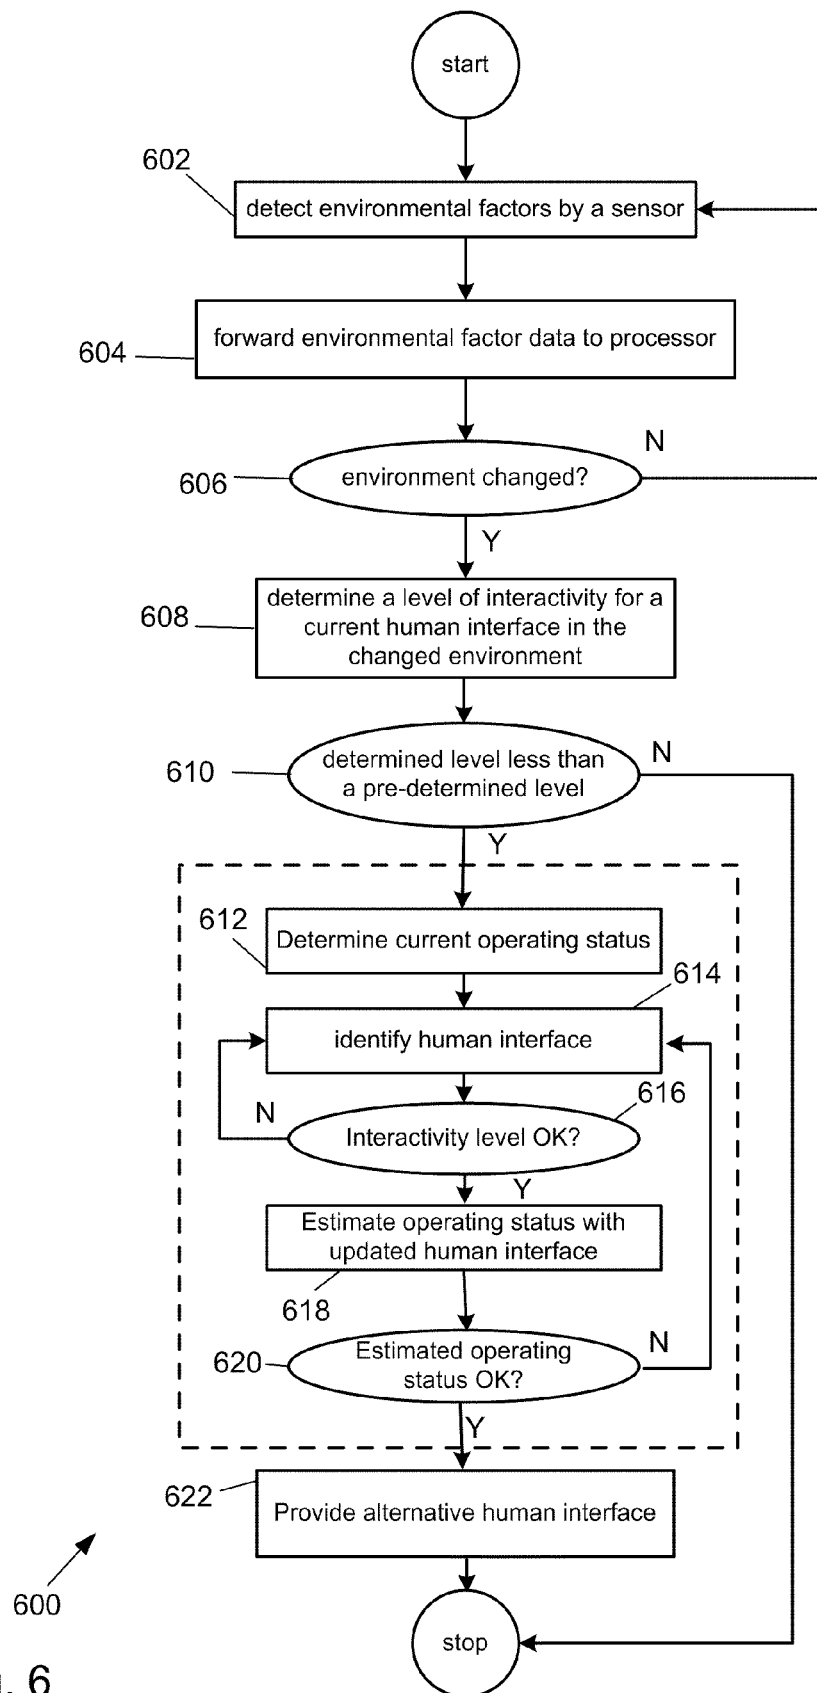 start
602
detect environmental factors by a sensor
forward environmental factor data to processor
604
N
environment changed?
606
Y
determine a level of interactivity for a
current human interface in the
changed environment
608
N
determined level less than
a pre-determined level
610
Y
612
Determine current operating status
614
identify human interface
616
N
Interactivity level OK?
Y
Estimate operating status with
updated human interface
618
N
Estimated operating
status OK?
620
Y
622
Provide alternative human interface
600
stop
6